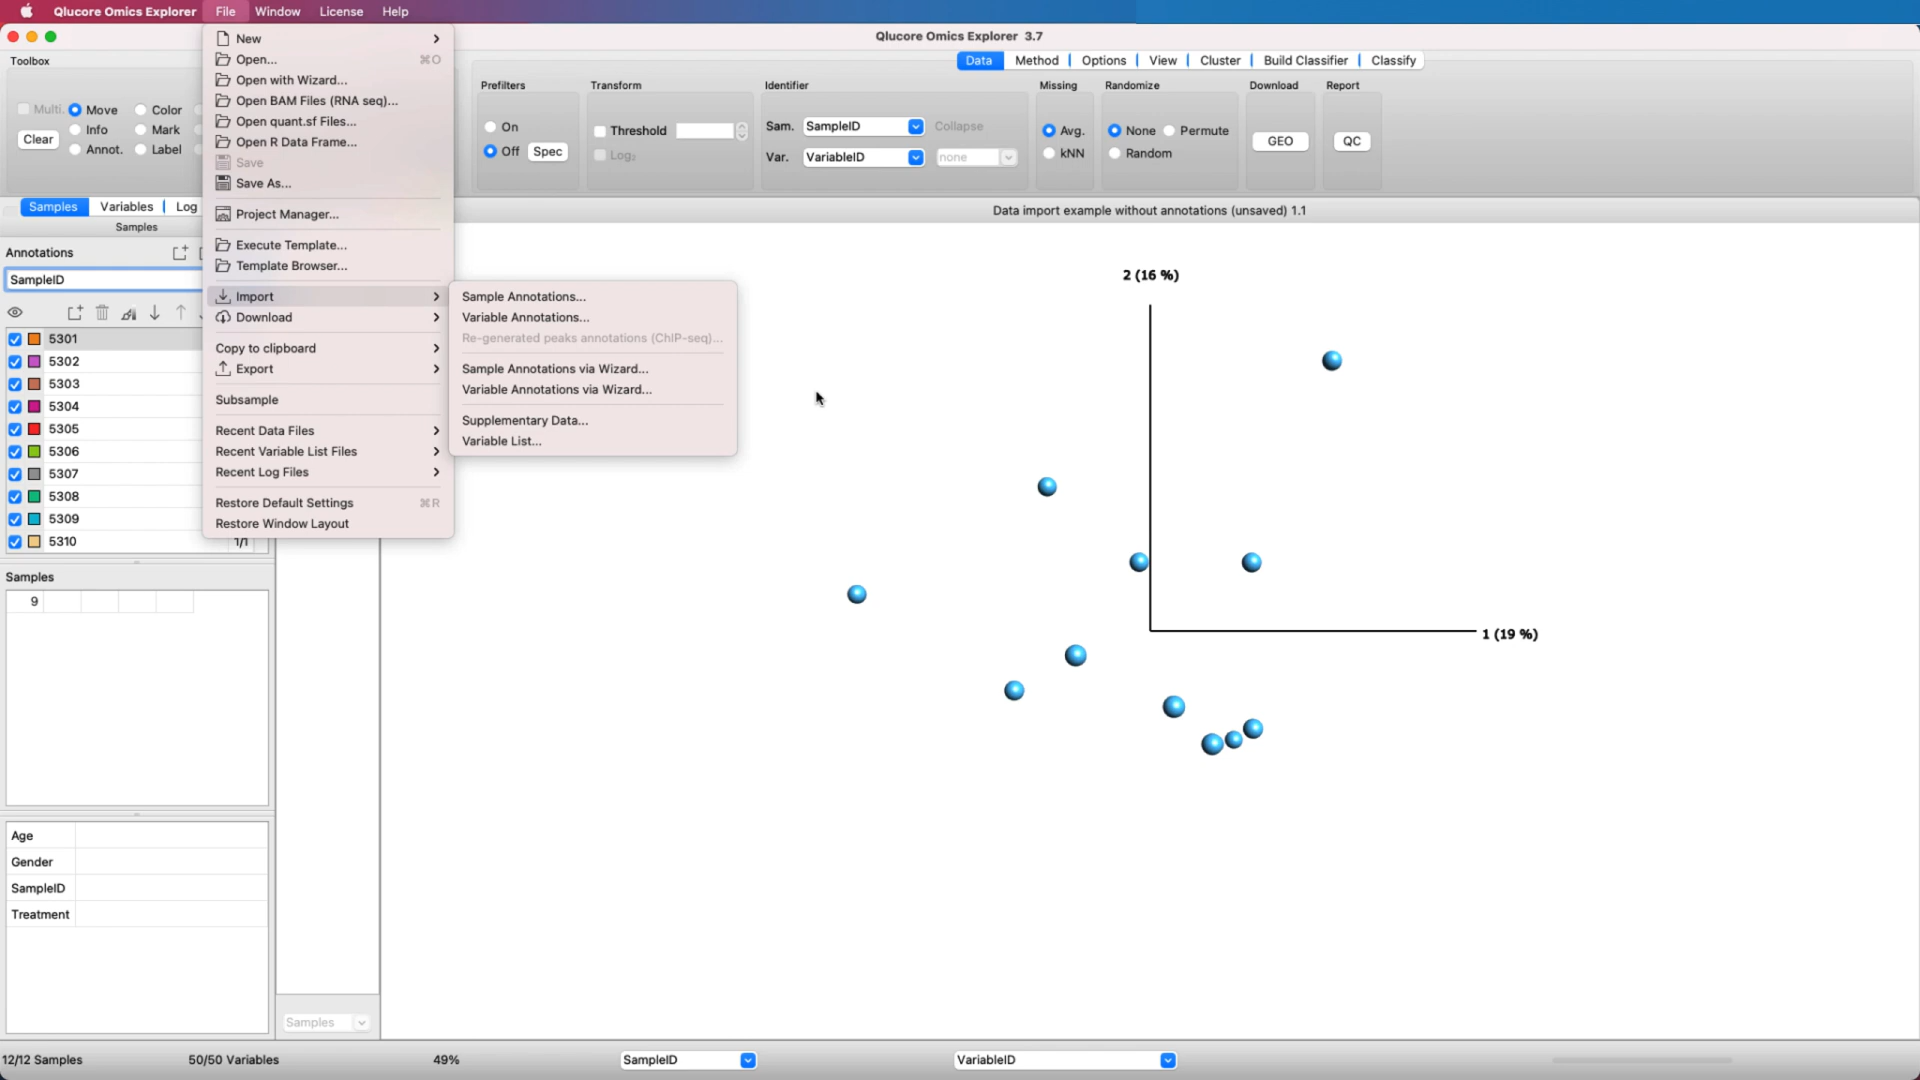 Qlucore Omics Explorer File Window License Help
Qlucore Omics Explorer 3.7
Toolbox
Multi. Move Color
Info Mark
Clear
Annot. Label
New
Open... ⌘O
Open with Wizard...
Open BAM Files (RNA seq)...
Open quant.sf Files...
Open R Data Frame...
Save
Save As...
Project Manager...
Execute Template...
Template Browser...
Import
Download
Copy to clipboard
Export
Subsample
Recent Data Files
Recent Variable List Files
Recent Log Files
Restore Default Settings ⌘R
Restore Window Layout
Sample Annotations...
Variable Annotations...
Re-generated peaks annotations (ChIP-seq)...
Sample Annotations via Wizard...
Variable Annotations via Wizard...
Supplementary Data...
Variable List...
Data Method Options View Cluster Build Classifier Classify
Prefilters
On
Off Spec
Transform
Threshold
Log₂
Identifier
Sam. SampleID Collapse
Var. VariableID none
Missing
Avg.
kNN
Randomize
None Permute
Random
Download
GEO
Report
QC
Samples Variables Log
Samples
Annotations
SampleID
5301
5302
5303
5304
5305
5306
5307
5308
5309
5310 1/1
Samples
9
Age
Gender
SampleID
Treatment
Samples
Data import example without annotations (unsaved) 1.1
2 (16 %)
1 (19 %)
12/12 Samples 50/50 Variables 49% SampleID VariableID